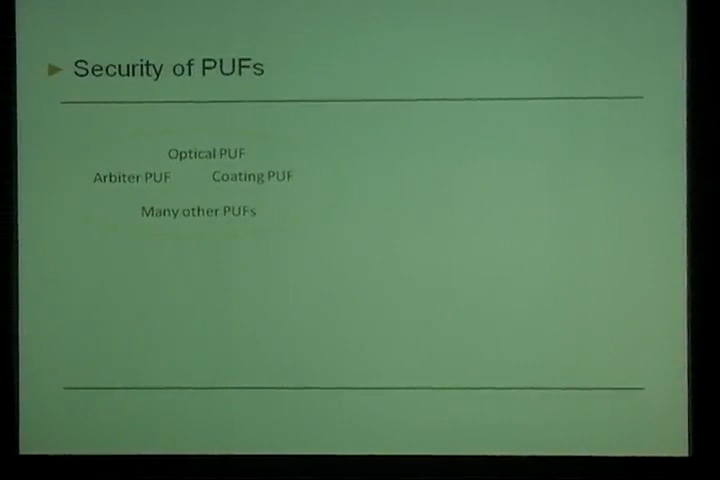 Security of PUFs
Optical PUF
Arbiter PUF Coating PUF
Many other PUFs